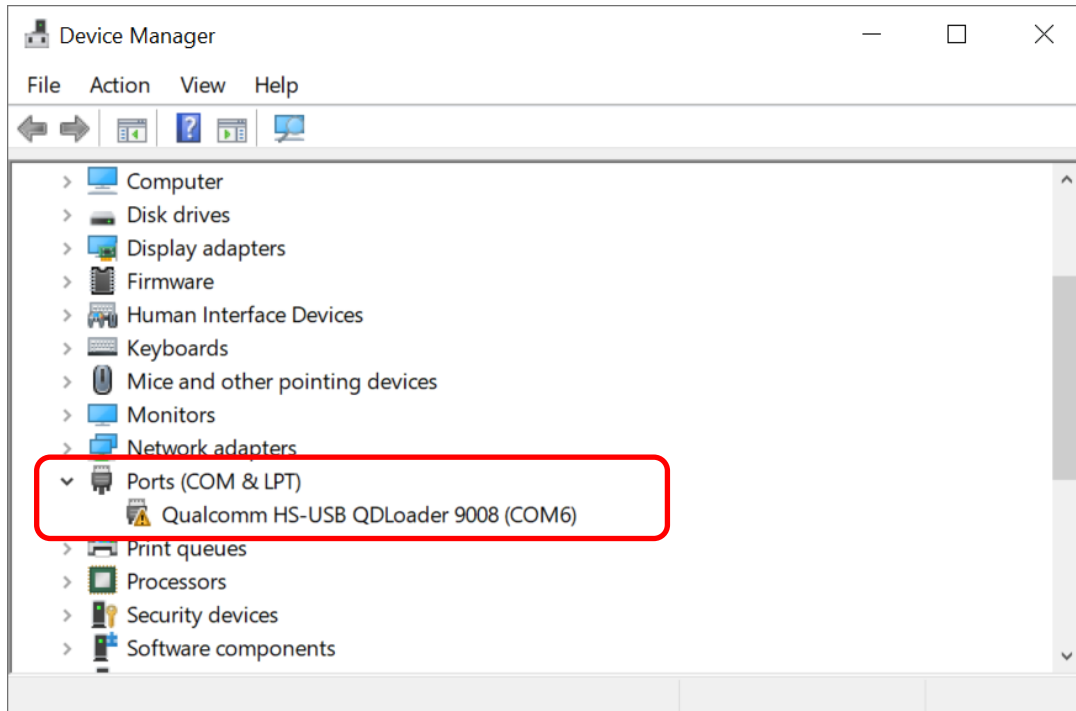 Device Manager
File Action View Help
Computer
Disk drives
Display adapters
Firmware
Human Interface Devices
Keyboards
Mice and other pointing devices
Monitors
Network adapters
Ports (COM & LPT)
Qualcomm HS-USB QDLoader 9008 (COM6)
Print queues
Processors
Security devices
Software components